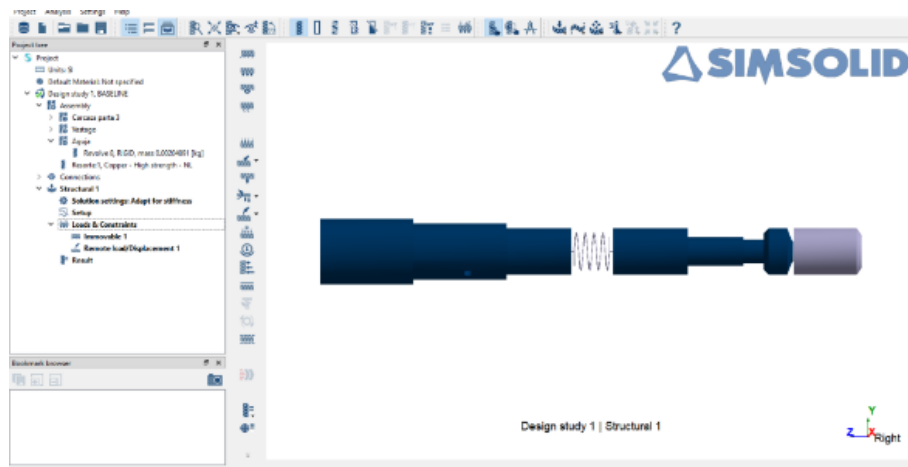 Project Analysis Settings Help
Project tree
Project
Units: SI
Default Material: Not specified
Design study 1, BASELINE
Assembly
Carcasa parte 3
Vastago
Aguja
Revolve 0, RIGID, mass 0.00204091 [kg]
Resorte 1, Copper - High strength - NL
Connections
Structural 1
Solution settings: Adapt for stiffness
Setup
Loads & Constraints
Immovable 1
Remote load/Displacement 1
Result
Bookmark browser
SIMSOLID
Design study 1 | Structural 1
Y
Z
X
Right